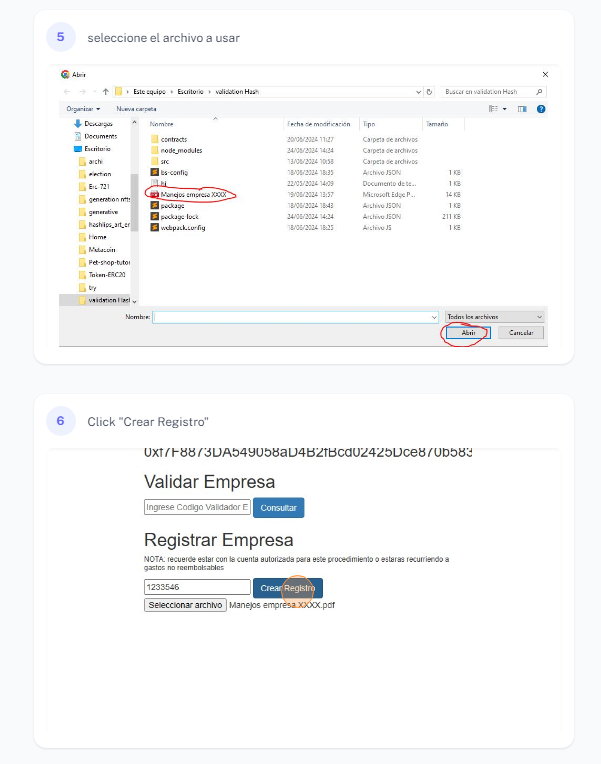 5 seleccione el archivo a usar
Abrir
Este equipo › Escritorio › validation Hash
Buscar en validation Hash
Organizar Nueva carpeta
Descargas
Documents
Escritorio
archi
election
Erc-721
generation nfts
generative
hashlips_art_er
Home
Metacoin
Pet-shop-tutor
Token-ERC20
try
validation Hasl
Nombre Fecha de modificación Tipo Tamaño
contracts 20/06/2024 11:27 Carpeta de archivos
node_modules 24/06/2024 14:24 Carpeta de archivos
src 13/06/2024 10:58 Carpeta de archivos
bs-config 18/06/2024 18:35 Archivo JSON 1 KB
22/05/2024 14:09 Documento de te... 1 KB
Manejos empresa XXXX 19/06/2024 13:57 Microsoft Edge P... 14 KB
package 18/06/2024 18:43 Archivo JSON 1 KB
package-lock 24/06/2024 14:24 Archivo JSON 211 KB
webpack.config 18/06/2024 18:25 Archivo JS 1 KB
Nombre: Todos los archivos
Abrir Cancelar
6 Click "Crear Registro"
0xf7F8873DA549058aD4B2fBcd02425Dce870b583
Validar Empresa
Ingrese Codigo Validador E Consultar
Registrar Empresa
NOTA: recuerde estar con la cuenta autorizada para este procedimiento o estaras recurriendo a
gastos no reembolsables
1233546 Crear Registro
Seleccionar archivo Manejos empresa XXXX.pdf